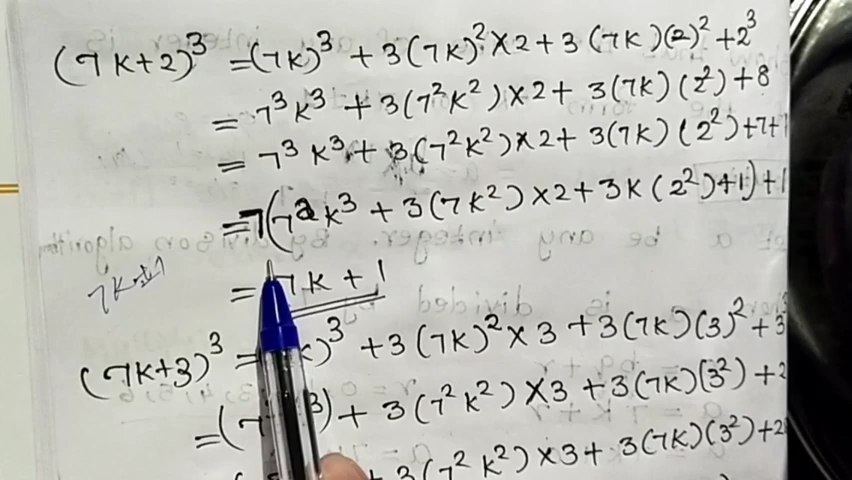 (7k+2)³ = (7k)³ + 3(7k)²×2 + 3(7k)(2)² + 2³
= 7³k³ + 3(7²k²)×2 + 3(7k)(2²) + 8
= 7³k³ + 3(7²k²)×2 + 3(7k)(2²) + 7 + 1
= 7(7²k³ + 3(7k²)×2 + 3k(2²) + 1) + 1
7k+1
= 7k + 1
(7k+3)³ = )³ + 3(7k)²×3 + 3(7k)(3)² + 3³
= (7 3) + 3(7²k²)×3 + 3(7k)(3²) + 2
+ 3(7²k²)×3 + 3(7k)(3²) + 2